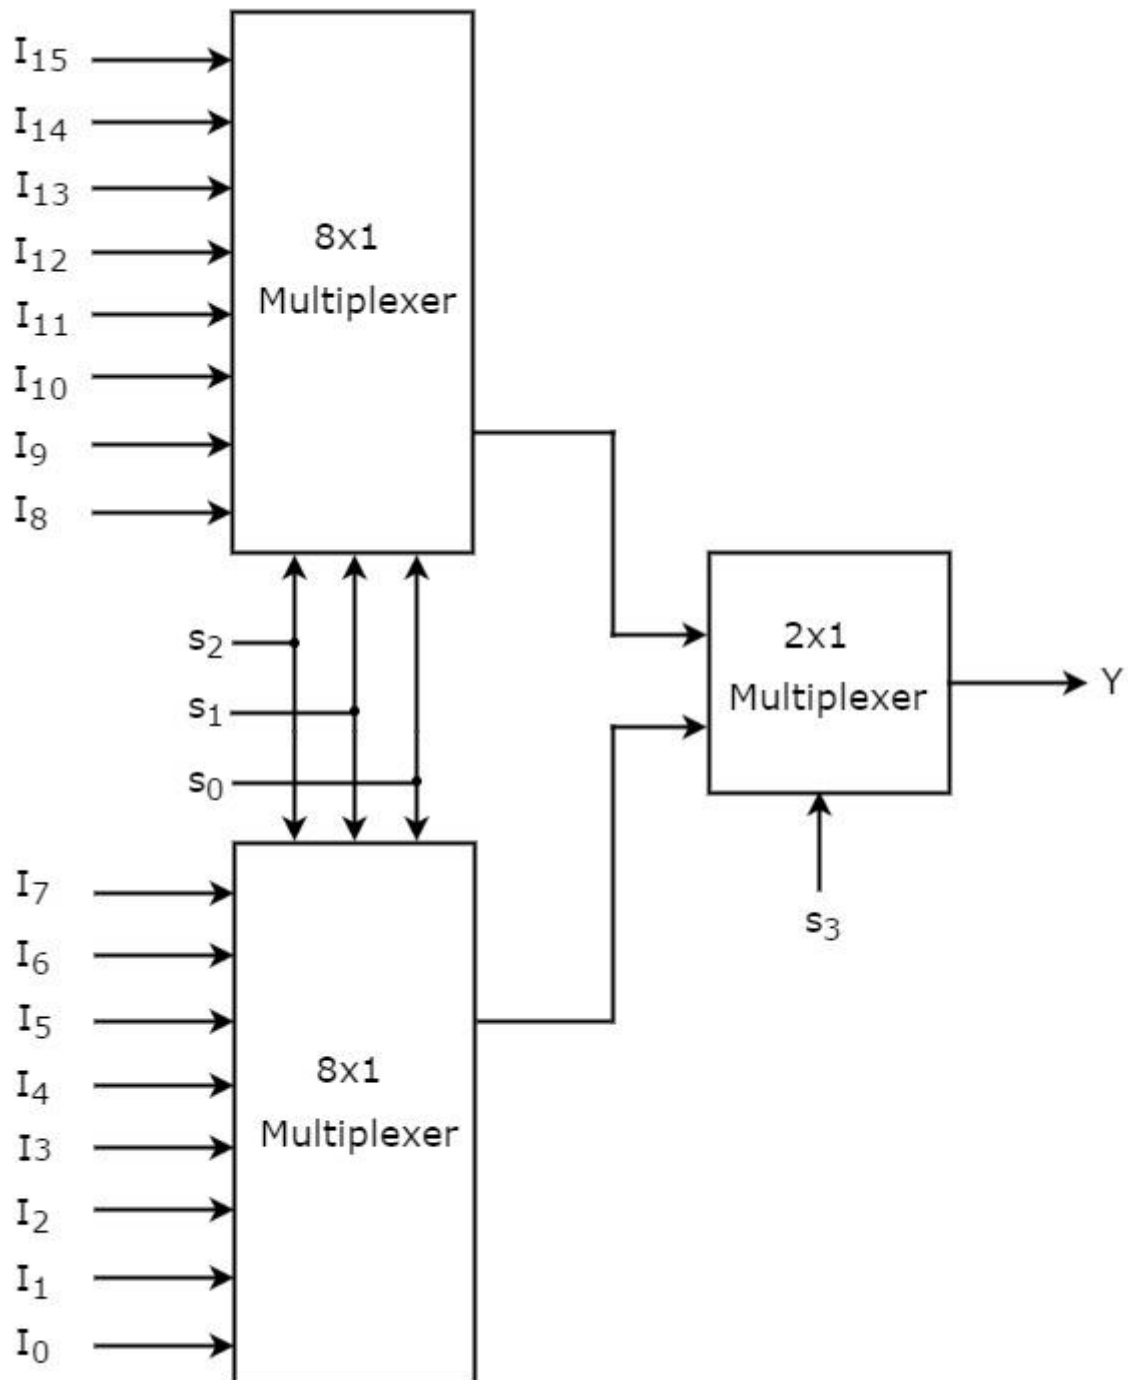 I15
I14
I13
I12
I11
I10
I9
I8
8x1
Multiplexer
s2
s1
s0
2x1
Multiplexer
Y
s3
I7
I6
I5
I4
I3
I2
I1
I0
8x1
Multiplexer